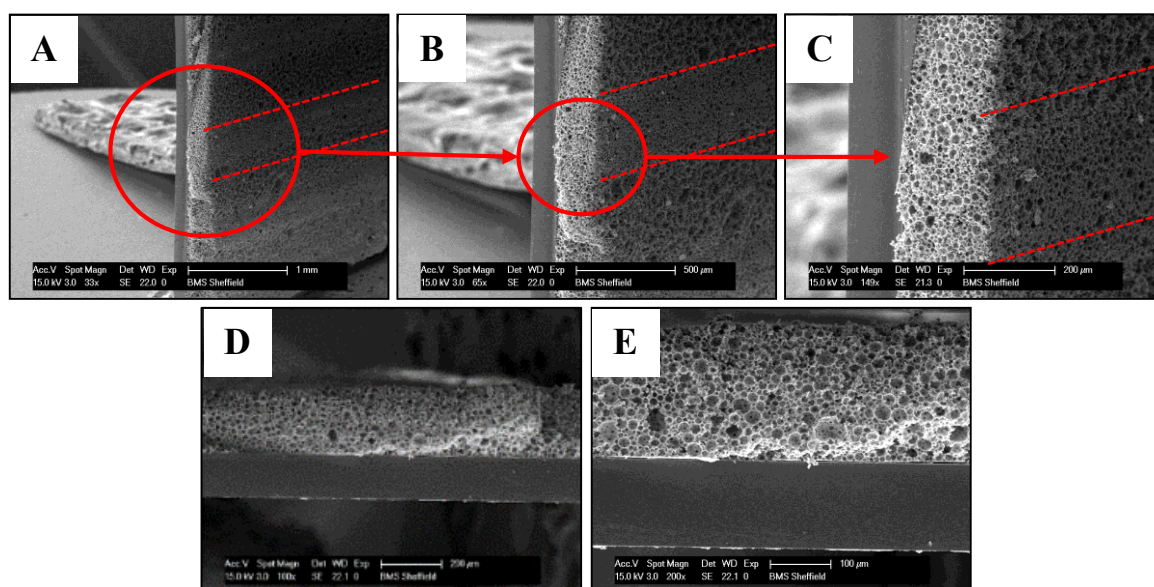 A
B
C
Acc.V Spot Magn Det WD Exp 1 mm
15.0 kV 3.0 33x SE 22.0 0 BMS Sheffield
Acc.V Spot Magn Det WD Exp 500 µm
15.0 kV 3.0 65x SE 22.0 0 BMS Sheffield
Acc.V Spot Magn Det WD Exp 200 µm
15.0 kV 3.0 149x SE 21.3 0 BMS Sheffield
D
E
Acc.V Spot Magn Det WD Exp 200 µm
15.0 kV 3.0 100x SE 22.1 0 BMS Sheffield
Acc.V Spot Magn Det WD Exp 100 µm
15.0 kV 3.0 200x SE 22.1 0 BMS Sheffield